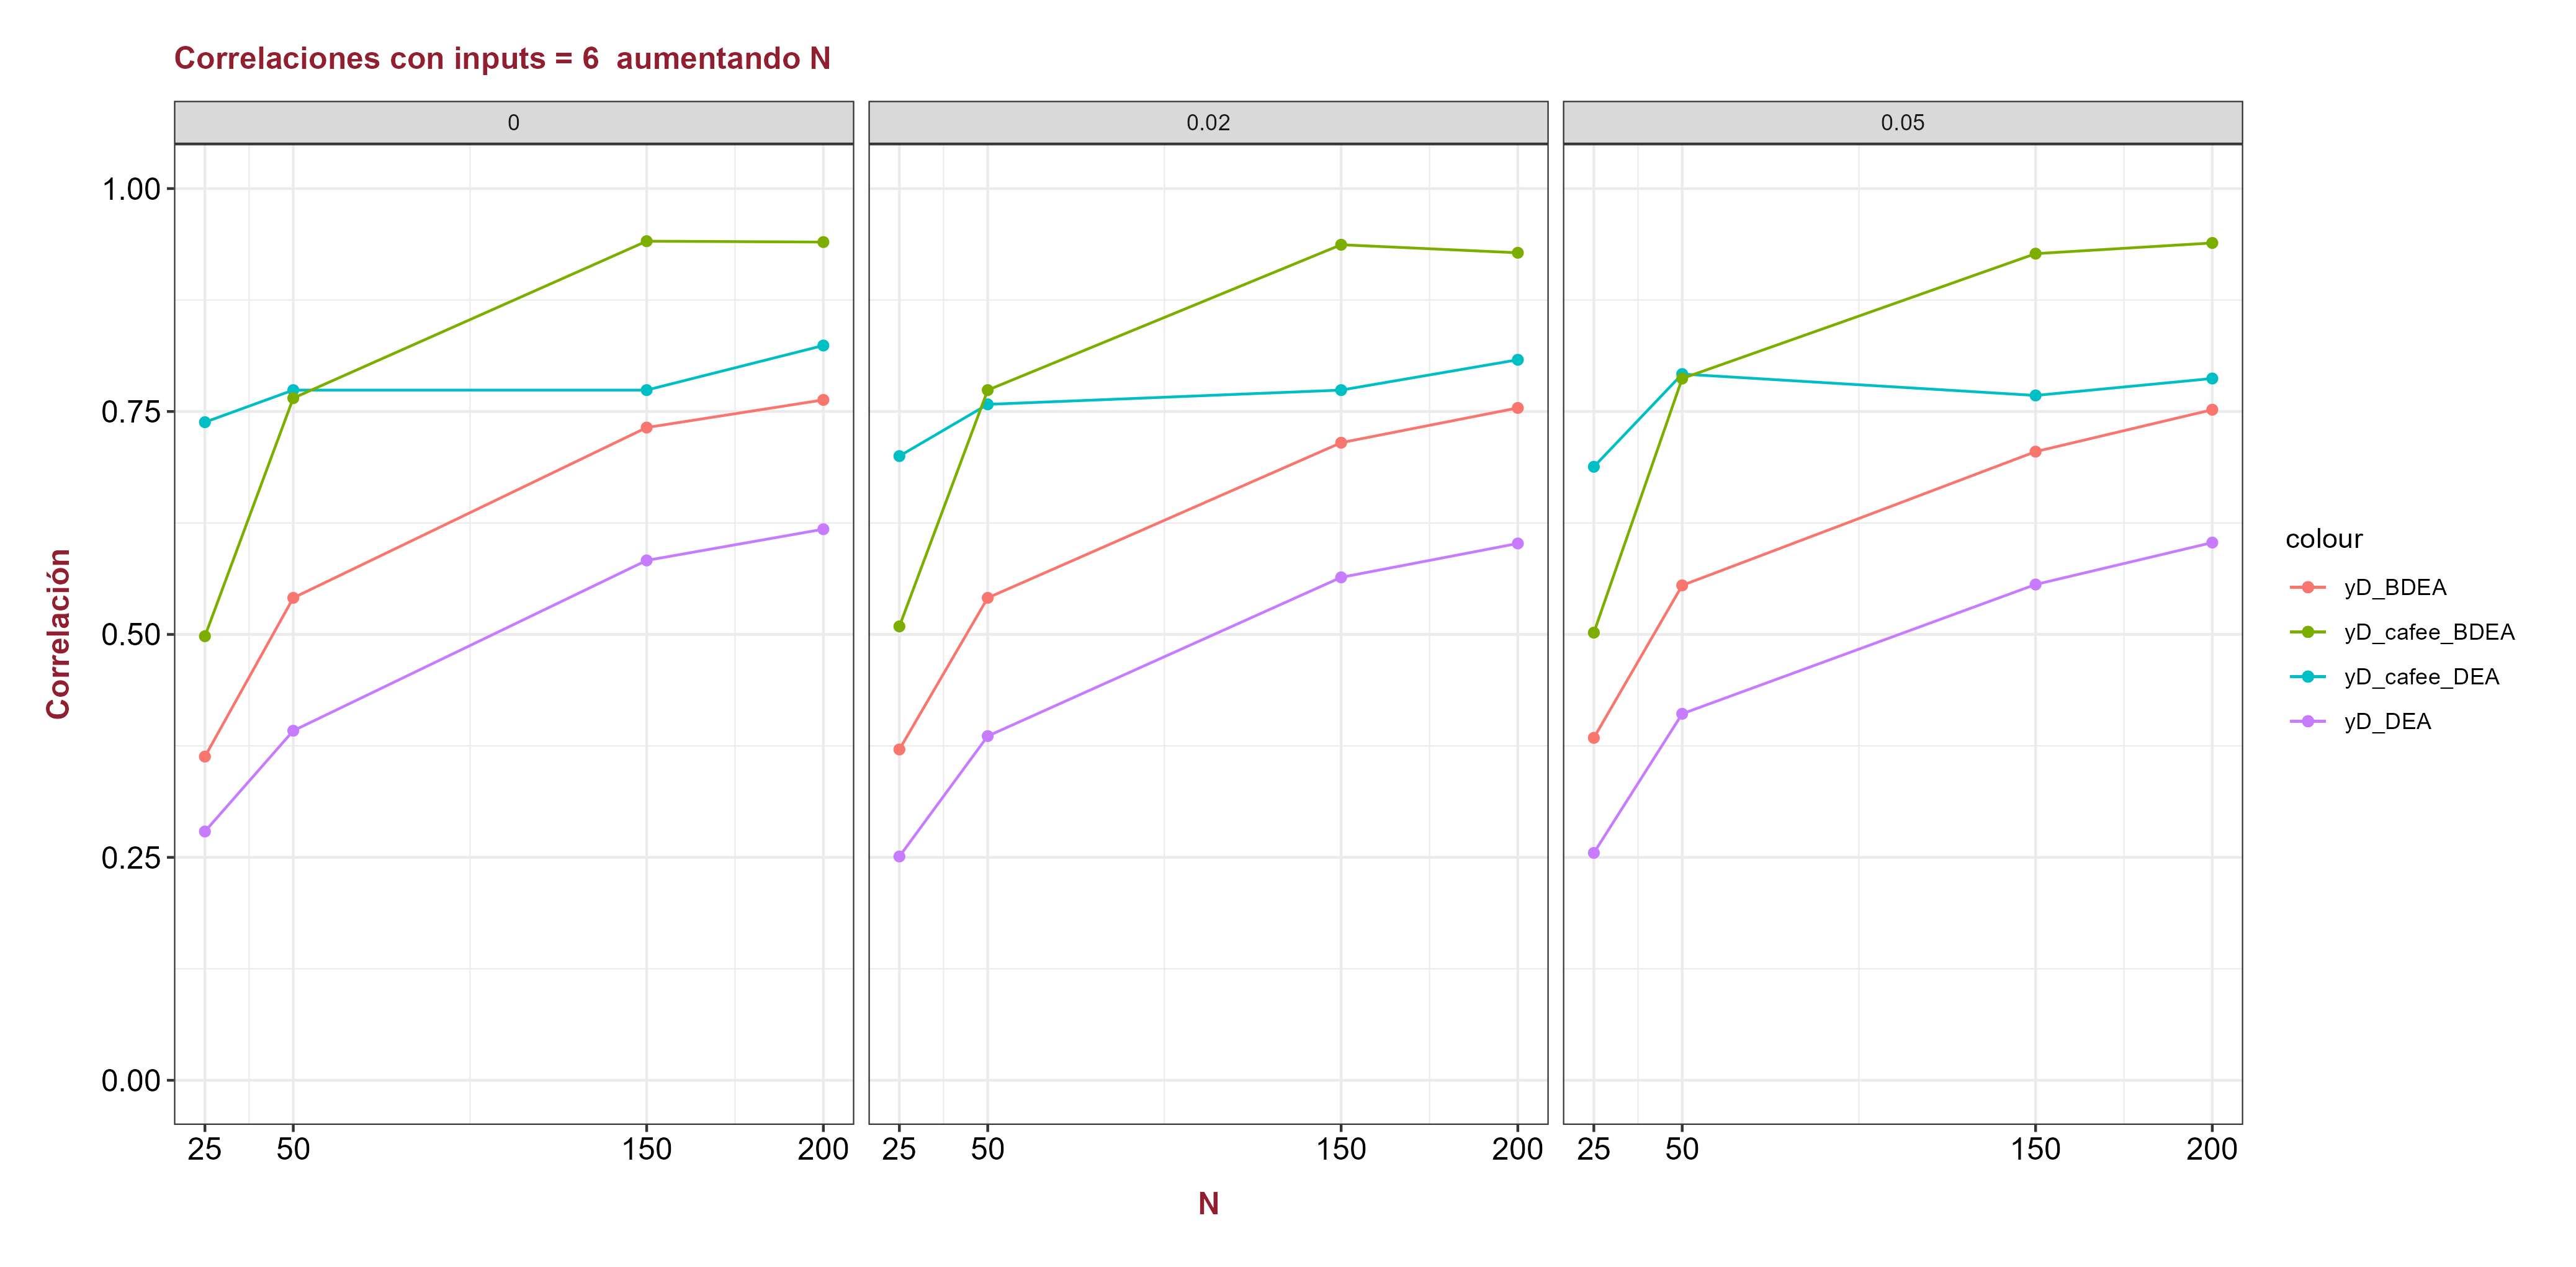 Correlaciones con inputs = 6  aumentando N
0
0.02
0.05
1.00
0.75
0.50
0.25
0.00
Correlación
25 50 150 200
25 50 150 200
25 50 150 200
N
colour
yD_BDEA
yD_cafee_BDEA
yD_cafee_DEA
yD_DEA